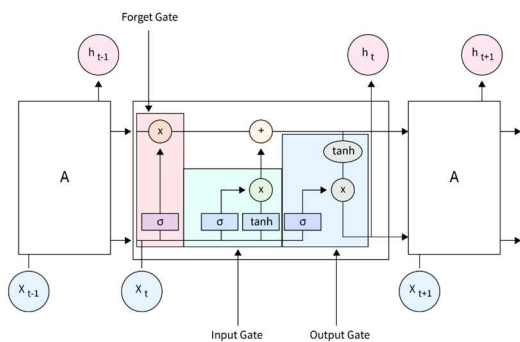 Forget Gate
h t-1
h t
h t+1
x
+
tanh
A
A
x
x
σ
σ
tanh
σ
X t-1
X t
X t+1
Input Gate
Output Gate